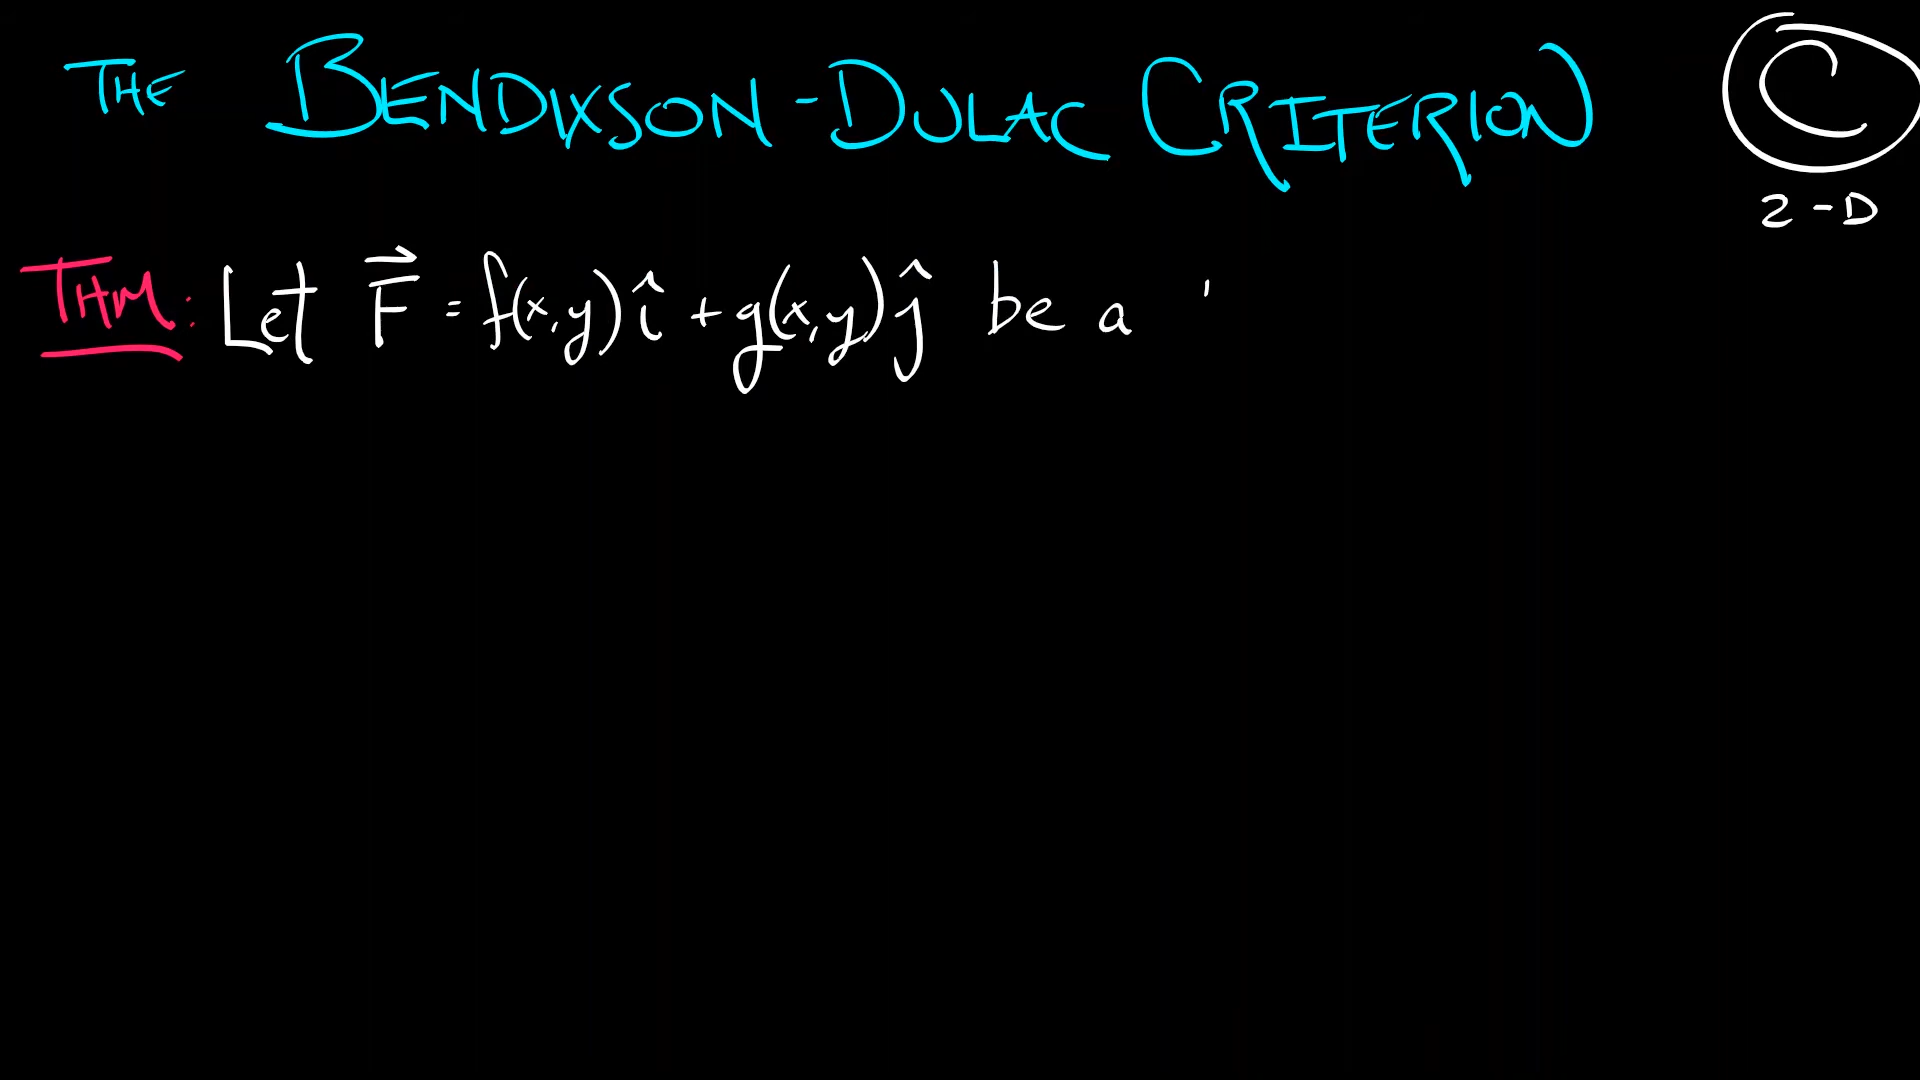 THE BENDIXSON-DULAC CRITERION
2-D
THM: Let F⃗ = f(x,y)î + g(x,y)ĵ be a